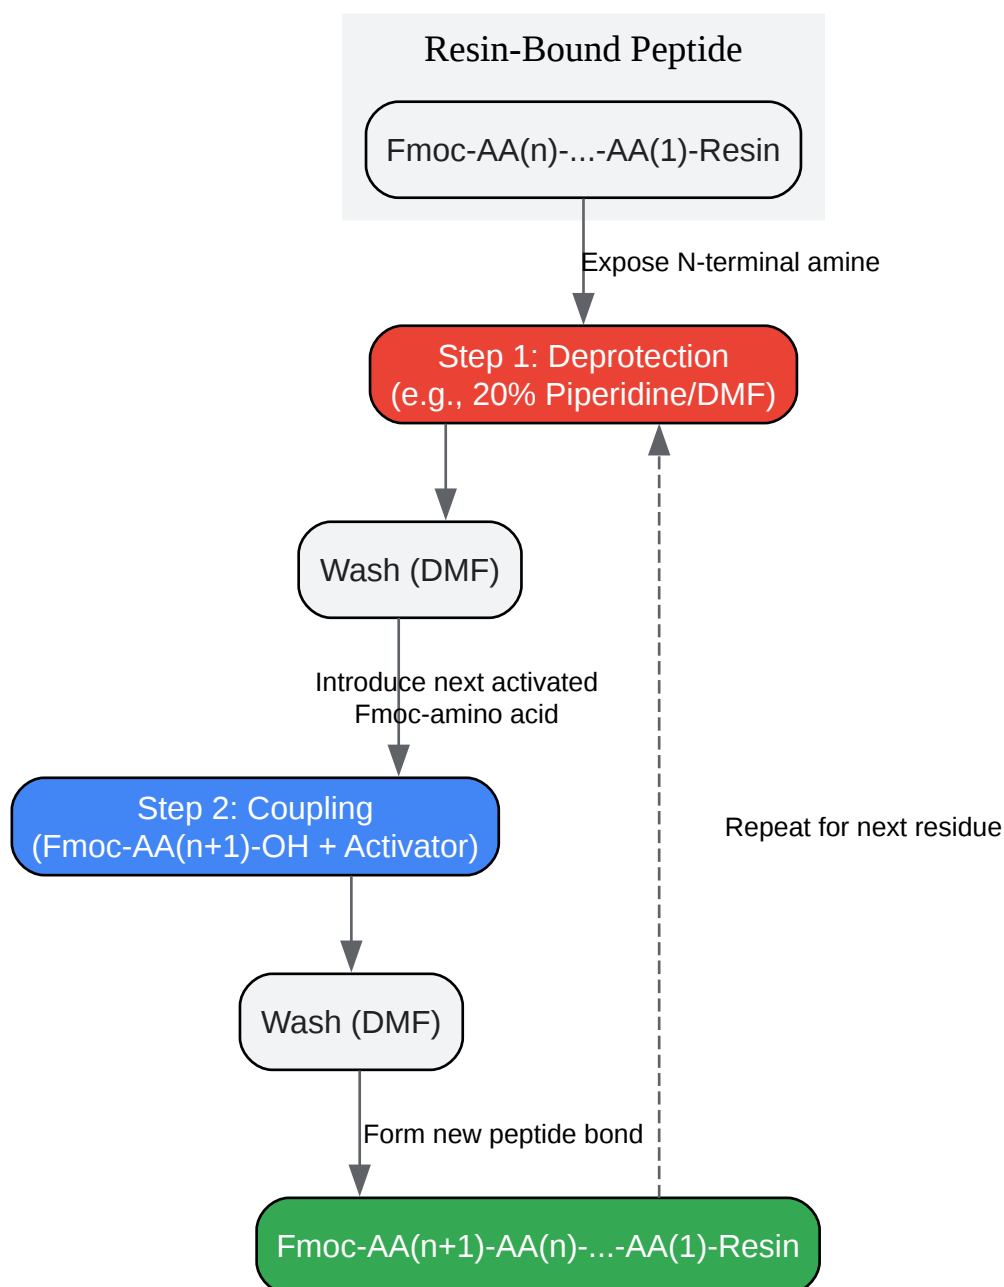 Resin-Bound Peptide
Fmoc-AA(n)-...-AA(1)-Resin
Expose N-terminal amine
Step 1: Deprotection
(e.g., 20% Piperidine/DMF)
Wash (DMF)
Introduce next activated
Fmoc-amino acid
Step 2: Coupling
(Fmoc-AA(n+1)-OH + Activator)
Repeat for next residue
Wash (DMF)
Form new peptide bond
Fmoc-AA(n+1)-AA(n)-...-AA(1)-Resin